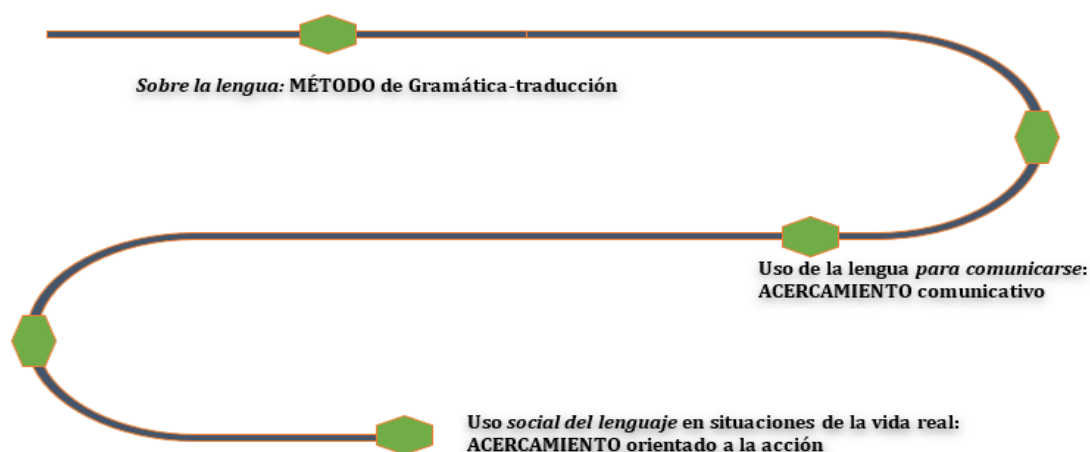 Sobre la lengua: MÉTODO de Gramática-traducción
Uso de la lengua para comunicarse:
ACERCAMIENTO comunicativo
Uso social del lenguaje en situaciones de la vida real:
ACERCAMIENTO orientado a la acción